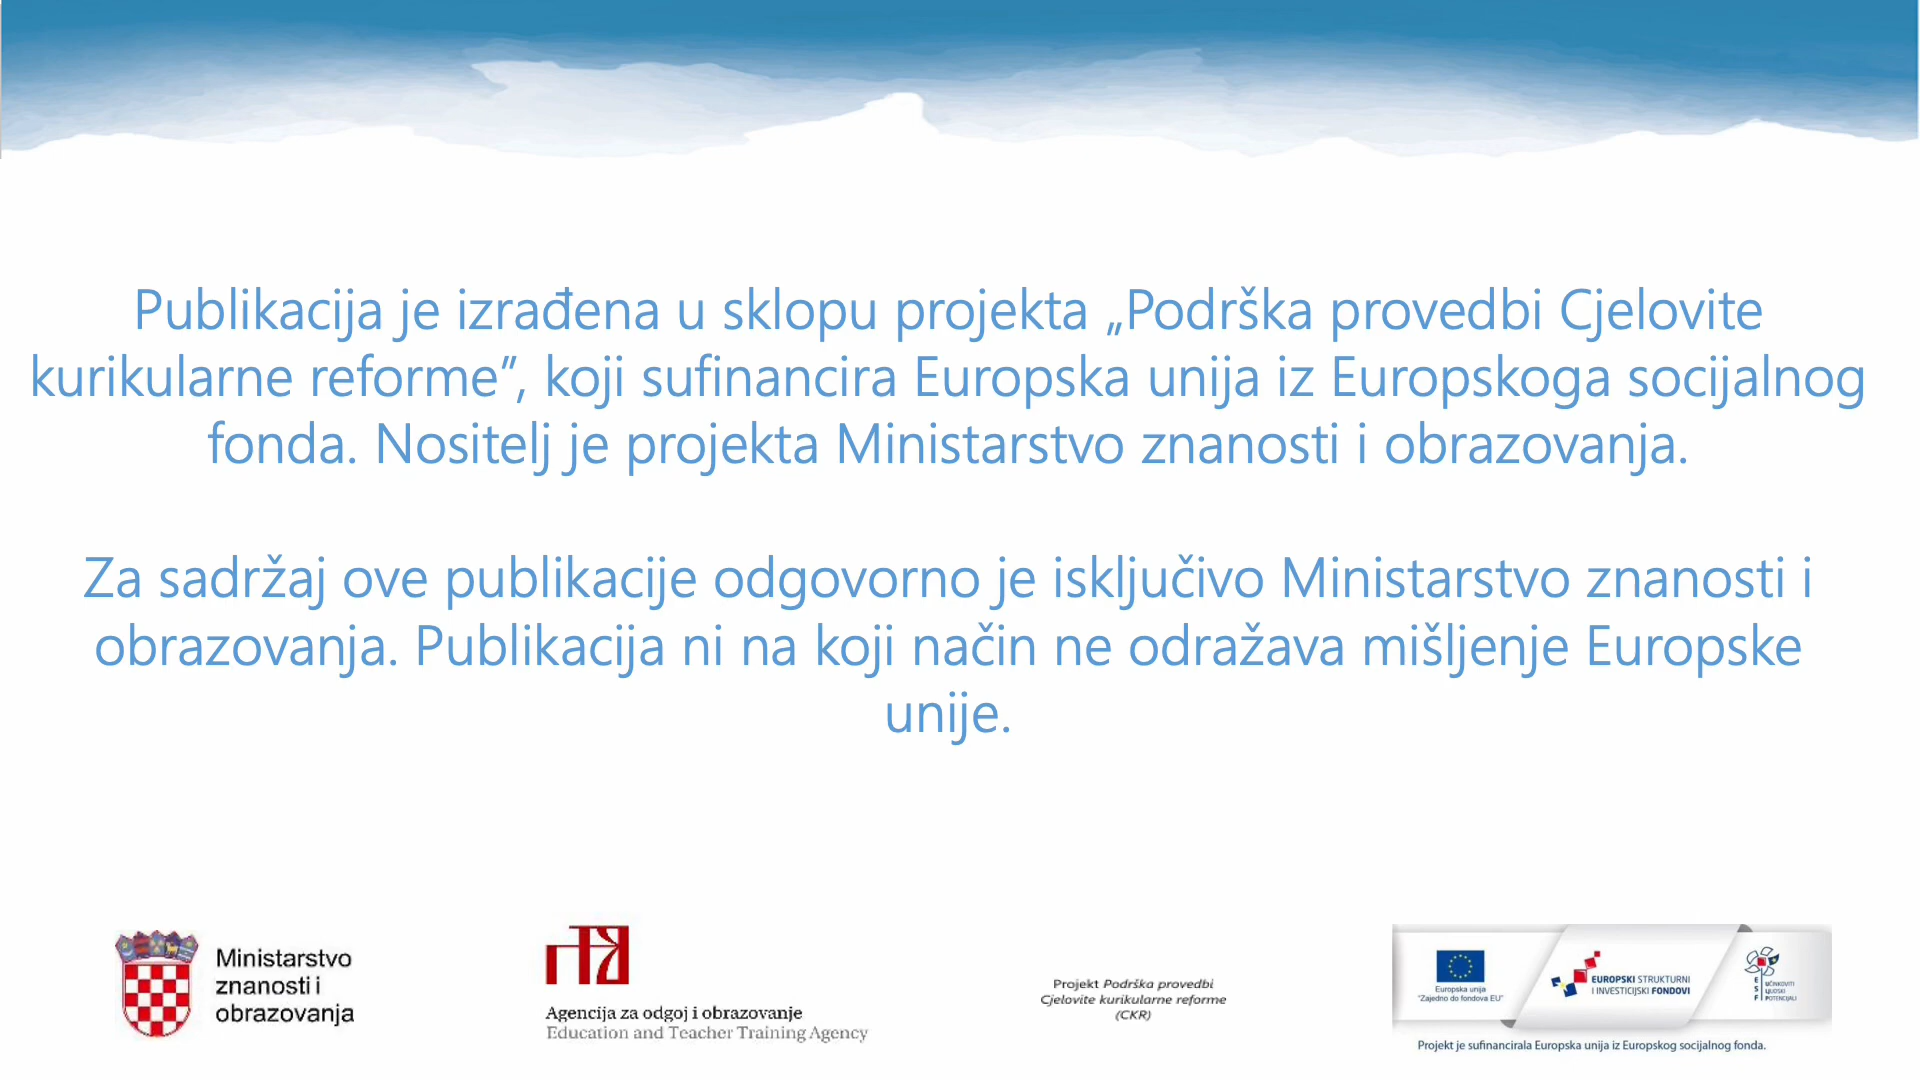 Publikacija je izrađena u sklopu projekta „Podrška provedbi Cjelovite
kurikularne reforme”, koji sufinancira Europska unija iz Europskoga socijalnog
fonda. Nositelj je projekta Ministarstvo znanosti i obrazovanja.
Za sadržaj ove publikacije odgovorno je isključivo Ministarstvo znanosti i
obrazovanja. Publikacija ni na koji način ne odražava mišljenje Europske
unije.
Ministarstvo
znanosti i
obrazovanja
Agencija za odgoj i obrazovanje
Education and Teacher Training Agency
Projekt Podrška provedbi
Cjelovite kurikularne reforme
(CKR)
Europska unija
"Zajedno do fondova EU"
EUROPSKI STRUKTURNI
I INVESTICIJSKI FONDOVI
ESF
UČINKOVITI
LJUDSKI
POTENCIJALI
Projekt je sufinancirala Europska unija iz Europskog socijalnog fonda.